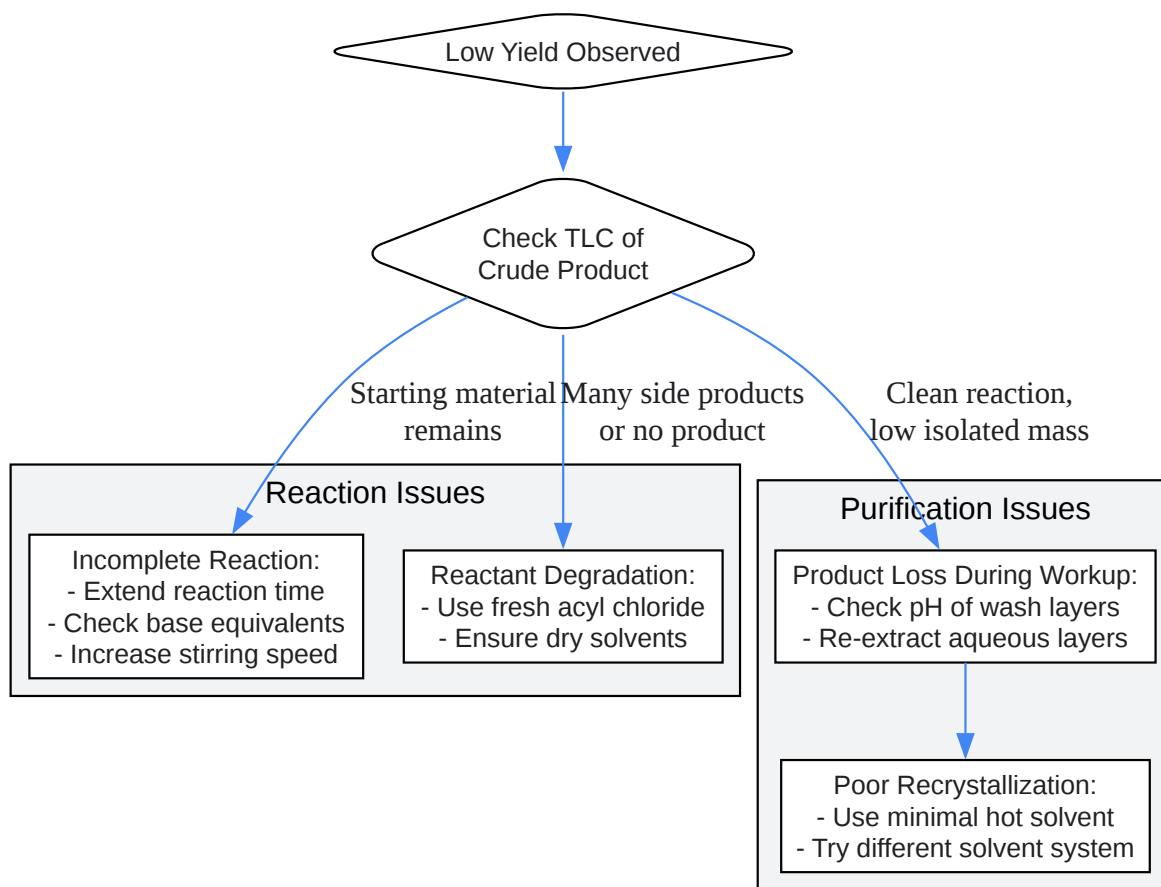 Low Yield Observed
Check TLC of
Crude Product
Starting material
remains
Many side products
or no product
Clean reaction,
low isolated mass
Reaction Issues
Incomplete Reaction:
- Extend reaction time
- Check base equivalents
- Increase stirring speed
Reactant Degradation:
- Use fresh acyl chloride
- Ensure dry solvents
Purification Issues
Product Loss During Workup:
- Check pH of wash layers
- Re-extract aqueous layers
Poor Recrystallization:
- Use minimal hot solvent
- Try different solvent system